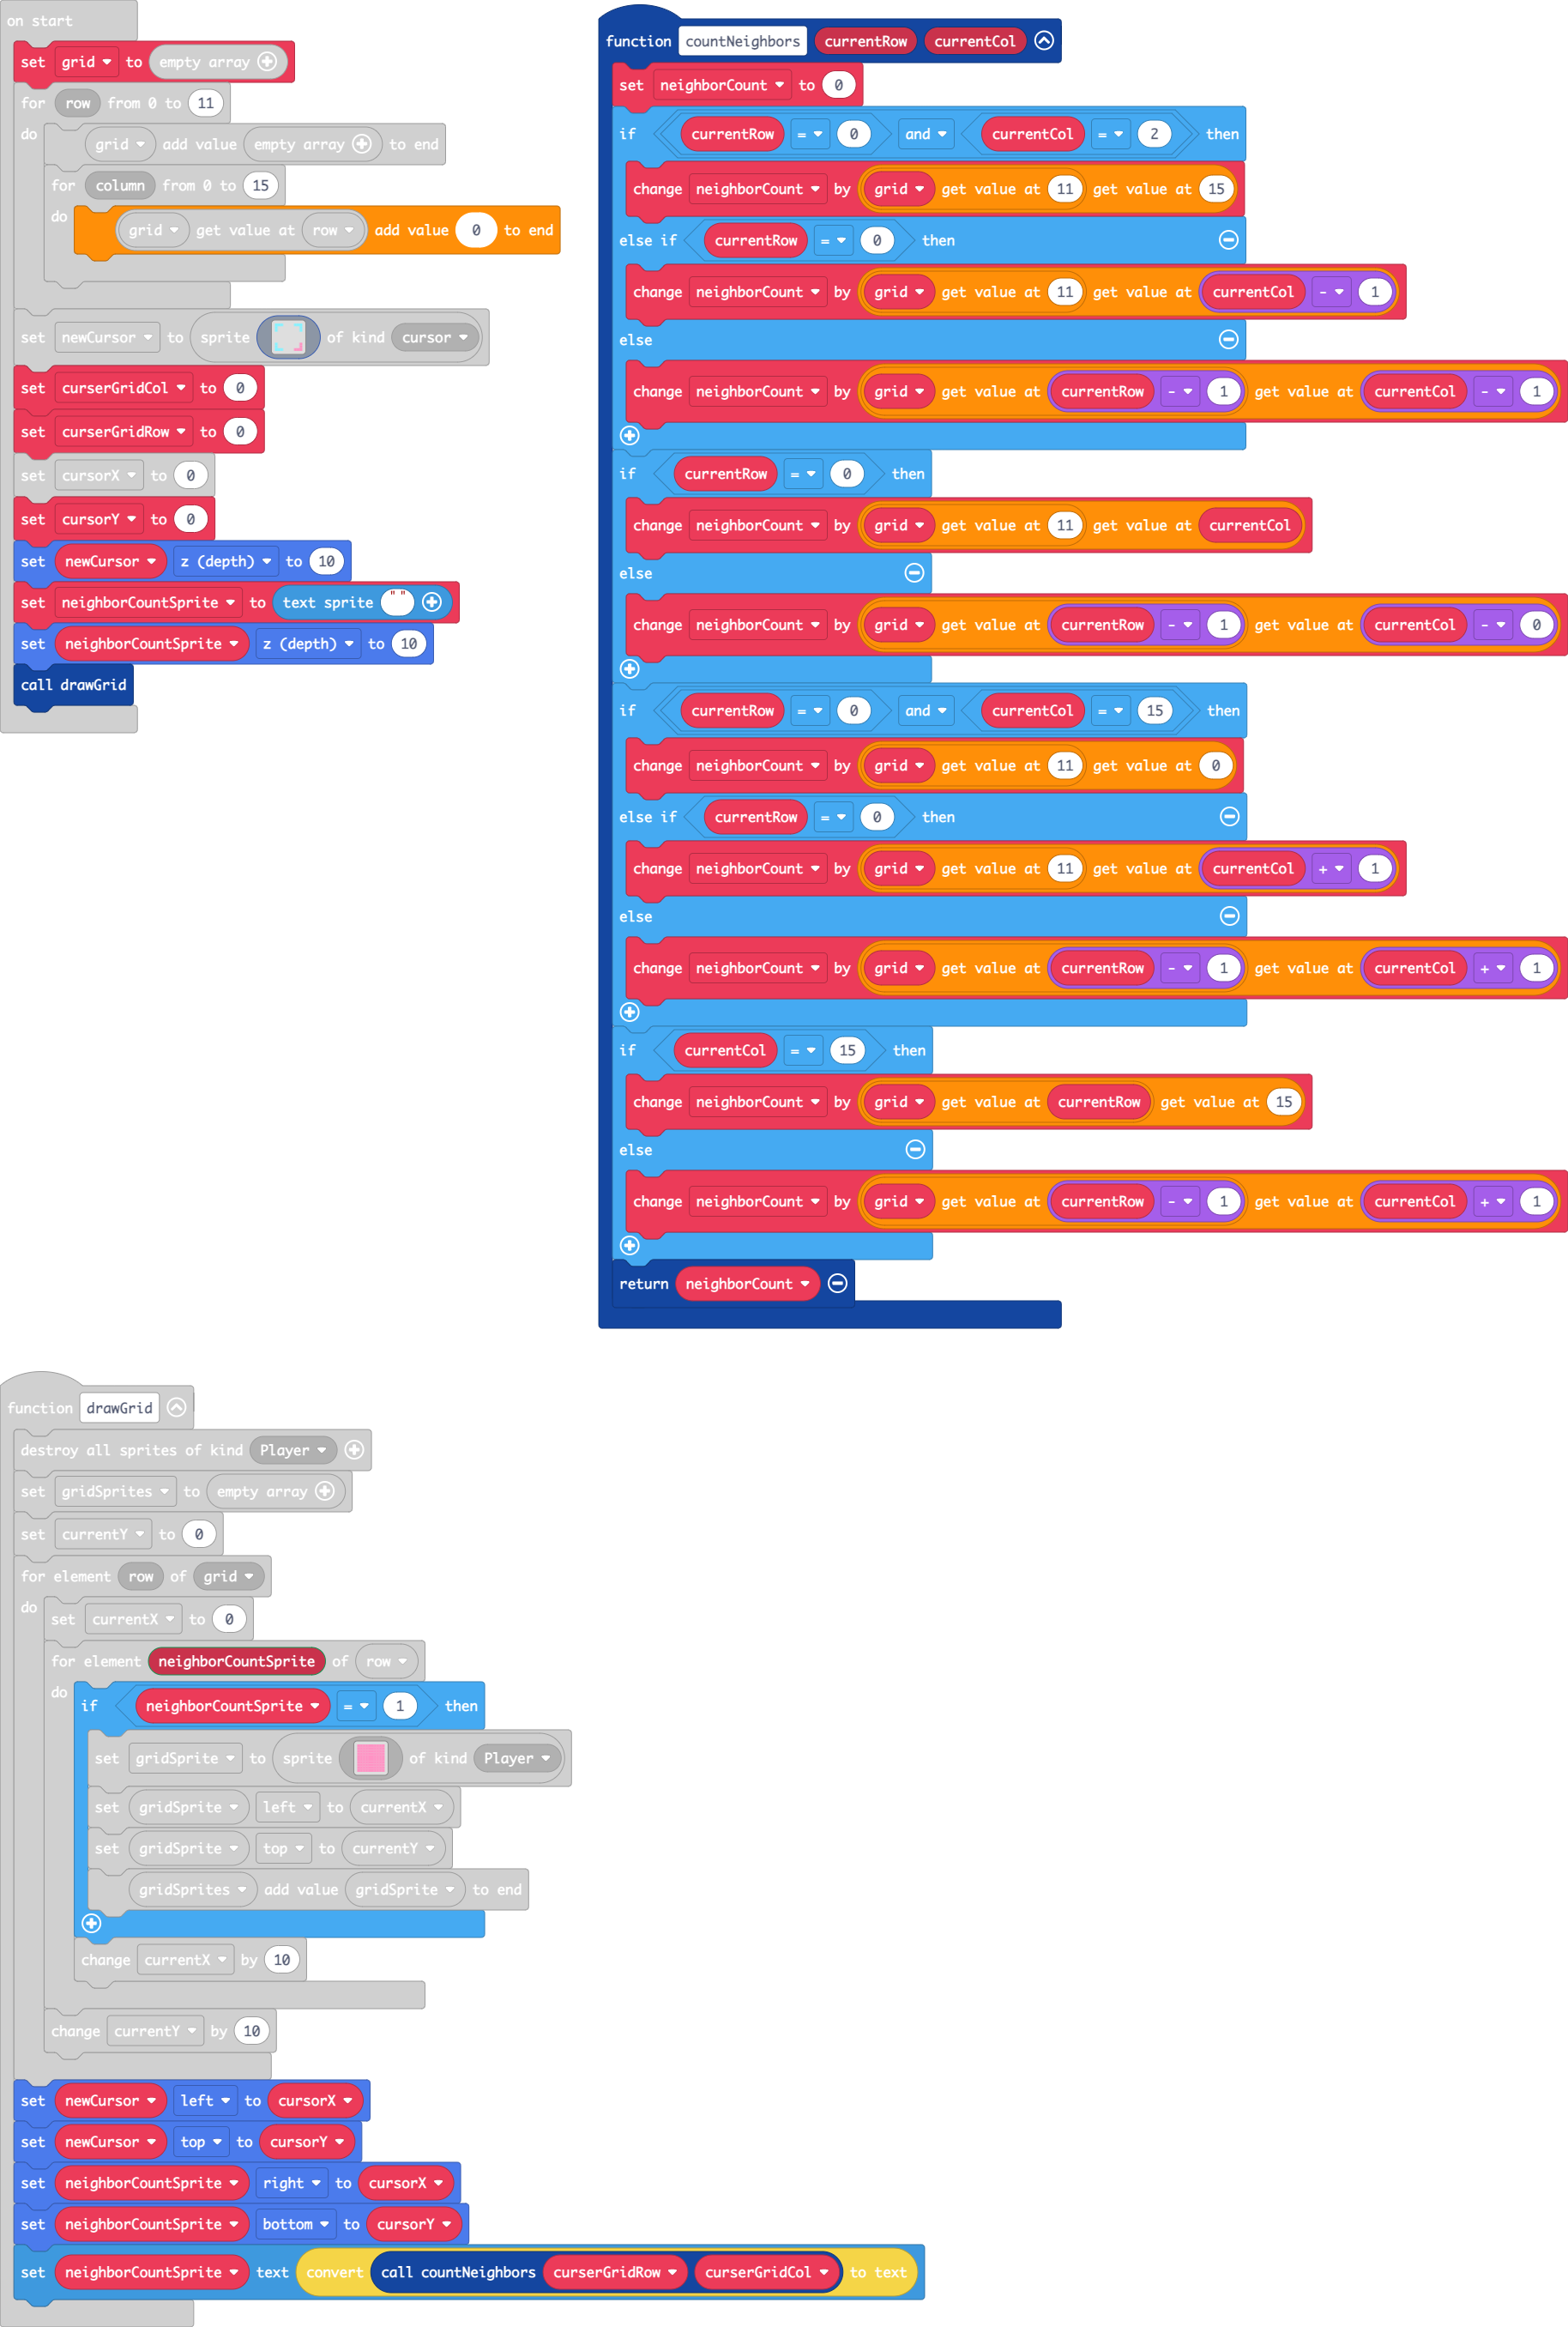 on start
set grid to empty array
for row from 0 to 11
do grid add value empty array to end
for column from 0 to 15
do grid get value at row add value 0 to end
set newCursor to sprite of kind cursor
set curserGridCol to 0
set curserGridRow to 0
set cursorX to 0
set cursorY to 0
set newCursor z (depth) to 10
set neighborCountSprite to text sprite " "
set neighborCountSprite z (depth) to 10
call drawGrid
function countNeighbors currentRow currentCol
set neighborCount to 0
if currentRow = 0 and currentCol = 2 then
change neighborCount by grid get value at 11 get value at 15
else if currentRow = 0 then
change neighborCount by grid get value at 11 get value at currentCol - 1
else
change neighborCount by grid get value at currentRow - 1 get value at currentCol - 1
if currentRow = 0 then
change neighborCount by grid get value at 11 get value at currentCol
else
change neighborCount by grid get value at currentRow - 1 get value at currentCol - 0
if currentRow = 0 and currentCol = 15 then
change neighborCount by grid get value at 11 get value at 0
else if currentRow = 0 then
change neighborCount by grid get value at 11 get value at currentCol + 1
else
change neighborCount by grid get value at currentRow - 1 get value at currentCol + 1
if currentCol = 15 then
change neighborCount by grid get value at currentRow get value at 15
else
change neighborCount by grid get value at currentRow - 1 get value at currentCol + 1
return neighborCount
function drawGrid
destroy all sprites of kind Player
set gridSprites to empty array
set currentY to 0
for element row of grid
do set currentX to 0
for element neighborCountSprite of row
do if neighborCountSprite = 1 then
set gridSprite to sprite of kind Player
set gridSprite left to currentX
set gridSprite top to currentY
gridSprites add value gridSprite to end
change currentX by 10
change currentY by 10
set newCursor left to cursorX
set newCursor top to cursorY
set neighborCountSprite right to cursorX
set neighborCountSprite bottom to cursorY
set neighborCountSprite text convert call countNeighbors curserGridRow curserGridCol to text